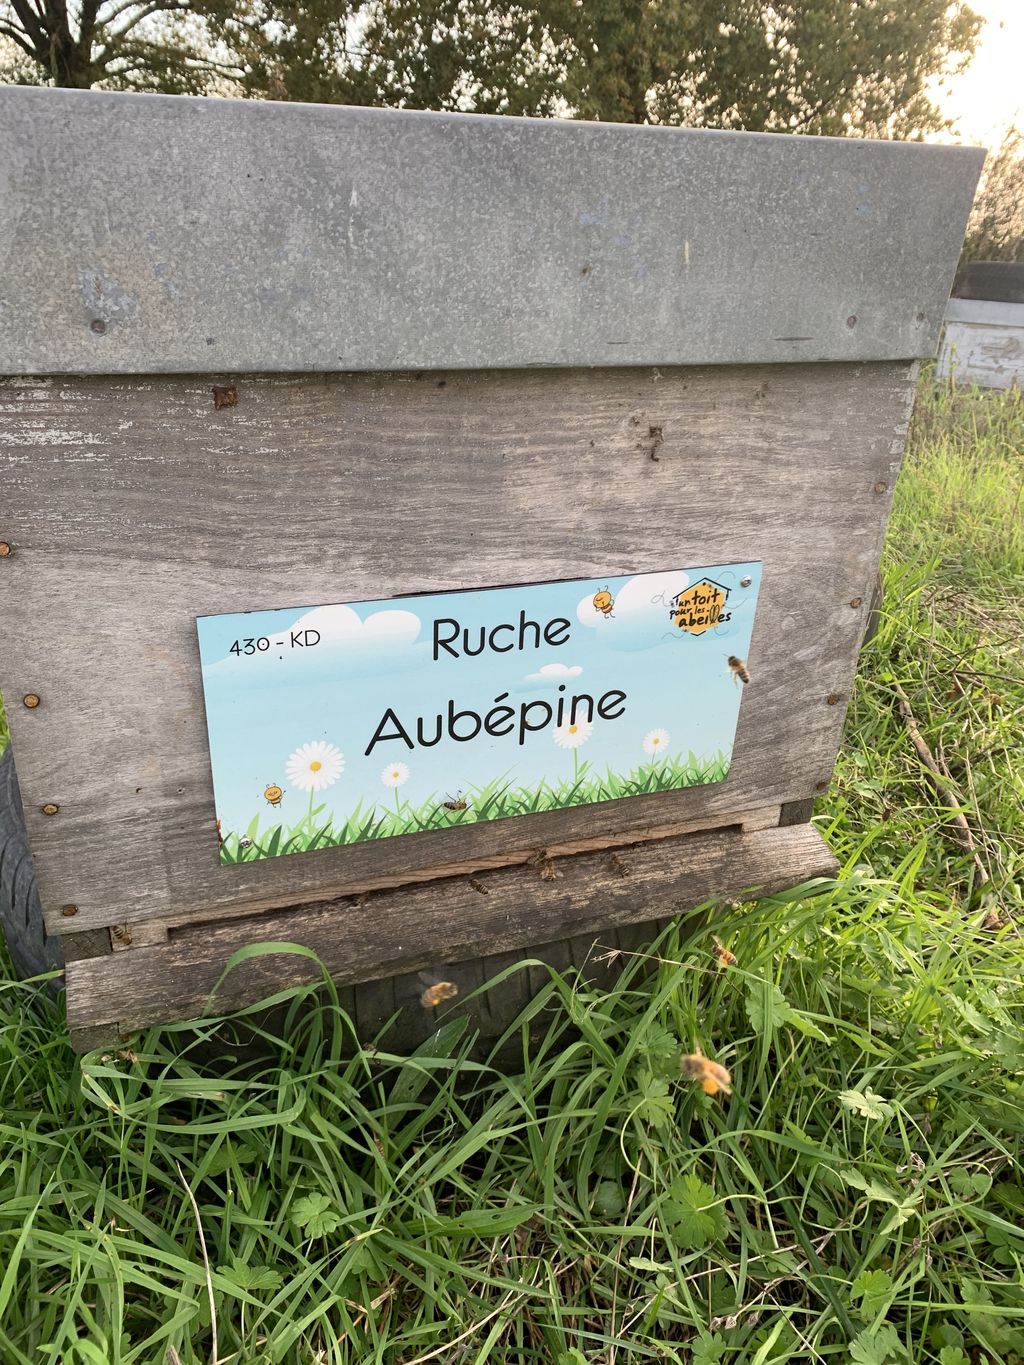 430 - KD
Ruche
Aubépine
un toit
pour les
abeilles